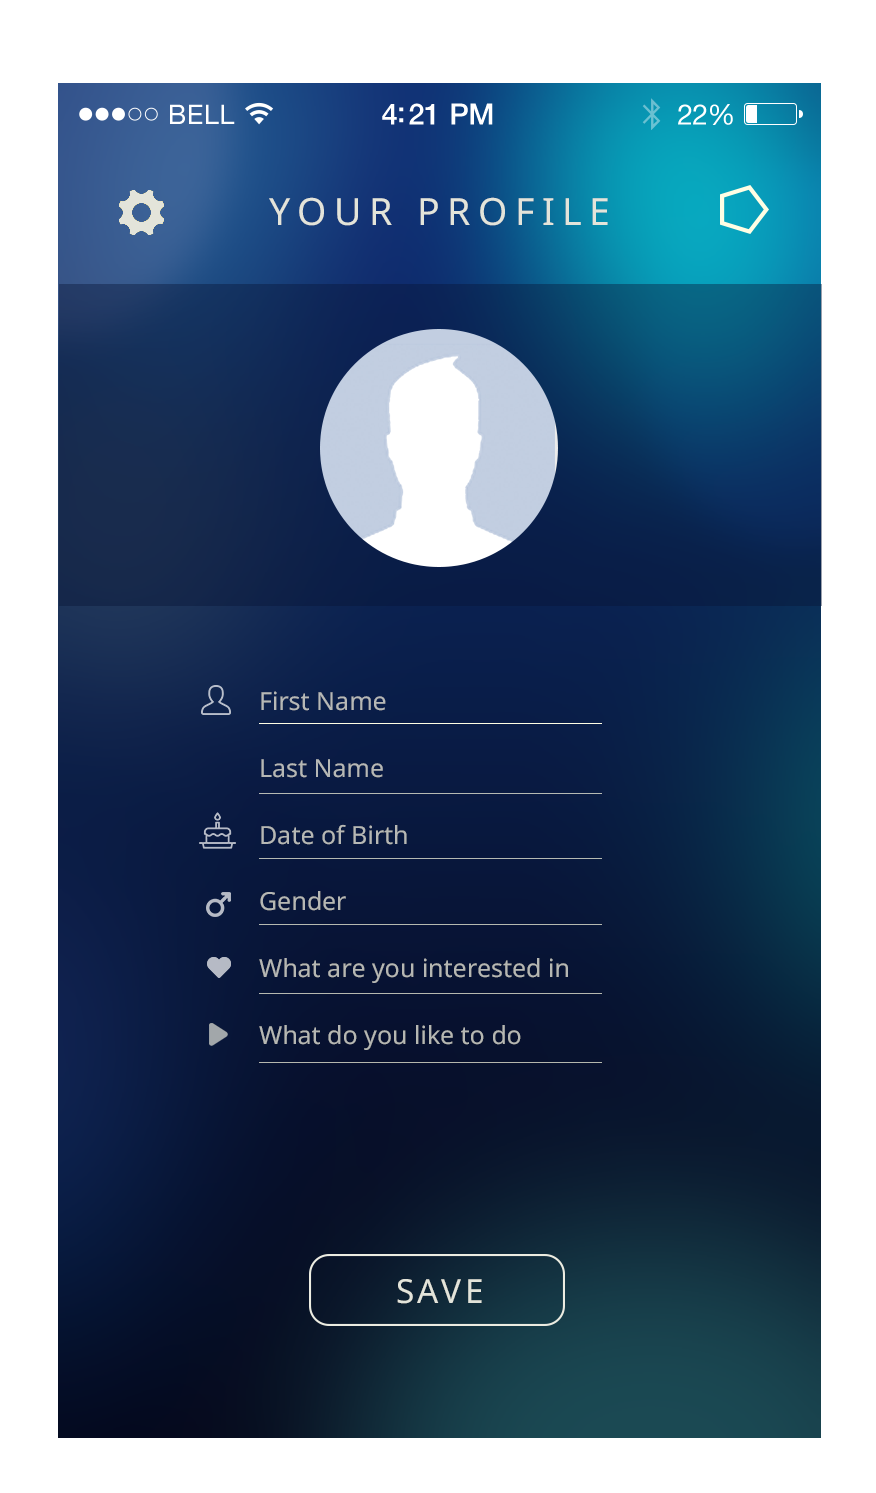 BELL 4:21 PM 22%
YOUR PROFILE
First Name
Last Name
Date of Birth
Gender
What are you interested in
What do you like to do
SAVE